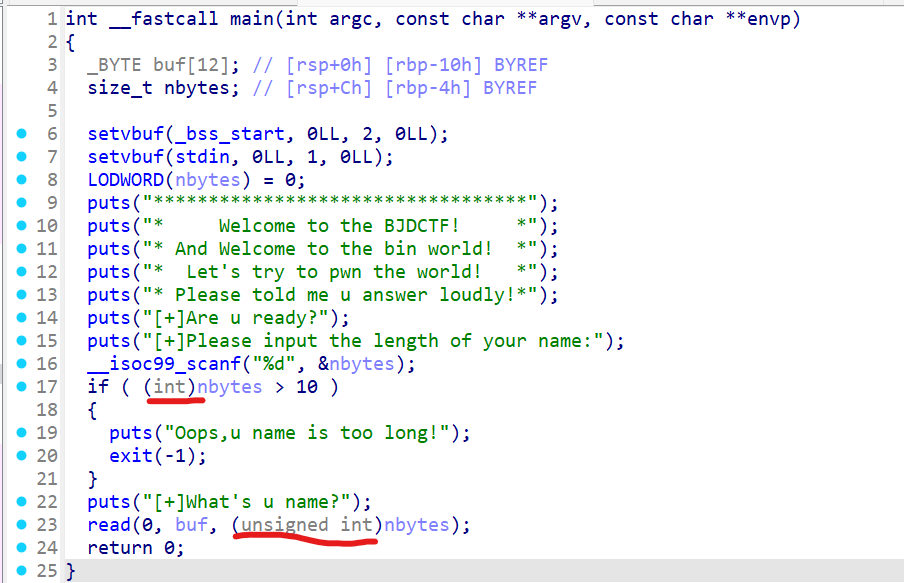 1 int __fastcall main(int argc, const char **argv, const char **envp)
2 {
3   _BYTE buf[12]; // [rsp+0h] [rbp-10h] BYREF
4   size_t nbytes; // [rsp+Ch] [rbp-4h] BYREF
5
6   setvbuf(_bss_start, 0LL, 2, 0LL);
7   setvbuf(stdin, 0LL, 1, 0LL);
8   LODWORD(nbytes) = 0;
9   puts("**********************************");
10   puts("*     Welcome to the BJDCTF!     *");
11   puts("* And Welcome to the bin world!  *");
12   puts("*  Let's try to pwn the world!   *");
13   puts("* Please told me u answer loudly!*");
14   puts("[+]Are u ready?");
15   puts("[+]Please input the length of your name:");
16   __isoc99_scanf("%d", &nbytes);
17   if ( (int)nbytes > 10 )
18   {
19     puts("Oops,u name is too long!");
20     exit(-1);
21   }
22   puts("[+]What's u name?");
23   read(0, buf, (unsigned int)nbytes);
24   return 0;
25 }